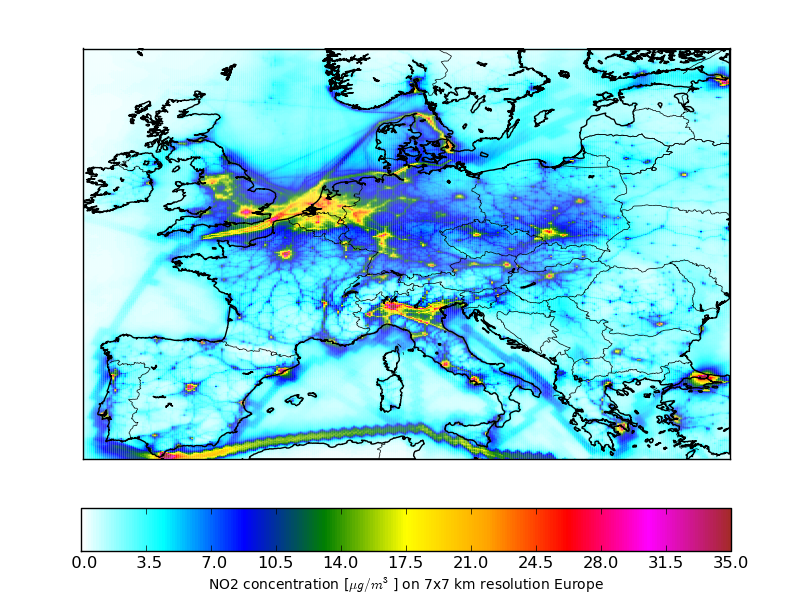 0.0 3.5 7.0 10.5 14.0 17.5 21.0 24.5 28.0 31.5 35.0
NO2 concentration [μg/m³ ] on 7x7 km resolution Europe